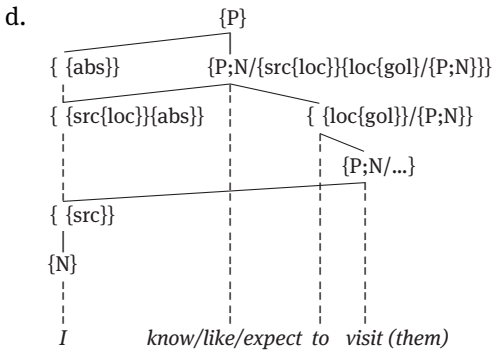 d.
{P}
{ {abs}} {P;N/{src{loc}}{loc{gol}/{P;N}}}
{ {src{loc}}{abs}} { {loc{gol}}/{P;N}}
{P;N/...}
{ {src}}
{N}
I know/like/expect to visit (them)